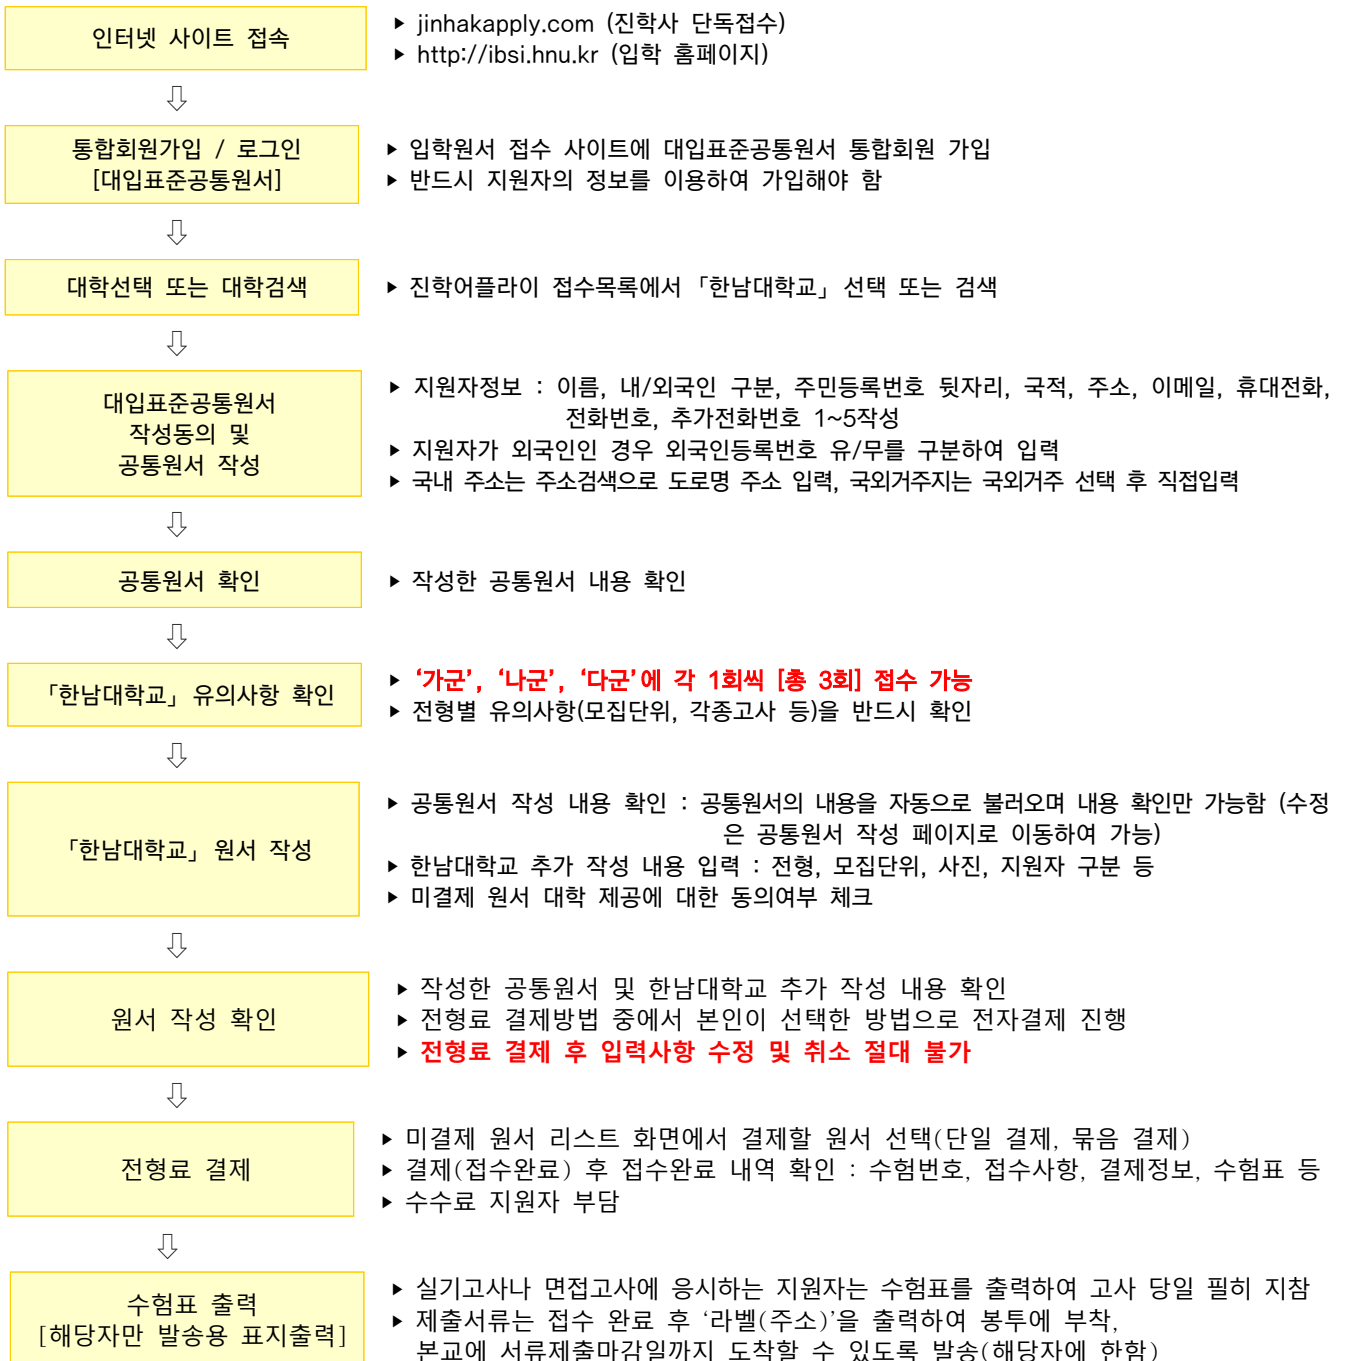 인터넷 사이트 접속
▶ jinhakapply.com (진학사 단독접수)
▶ http://ibsi.hnu.kr (입학 홈페이지)
⇩
통합회원가입 / 로그인
[대입표준공통원서]
▶ 입학원서 접수 사이트에 대입표준공통원서 통합회원 가입
▶ 반드시 지원자의 정보를 이용하여 가입해야 함
⇩
대학선택 또는 대학검색
▶ 진학어플라이 접수목록에서「한남대학교」선택 또는 검색
⇩
대입표준공통원서
작성동의 및
공통원서 작성
▶ 지원자정보 : 이름, 내/외국인 구분, 주민등록번호 뒷자리, 국적, 주소, 이메일, 휴대전화,
전화번호, 추가전화번호 1~5작성
▶ 지원자가 외국인인 경우 외국인등록번호 유/무를 구분하여 입력
▶ 국내 주소는 주소검색으로 도로명 주소 입력, 국외거주지는 국외거주 선택 후 직접입력
⇩
공통원서 확인
▶ 작성한 공통원서 내용 확인
⇩
「한남대학교」유의사항 확인
▶ ‘가군’, ‘나군’, ‘다군’에 각 1회씩 [총 3회] 접수 가능
▶ 전형별 유의사항(모집단위, 각종고사 등)을 반드시 확인
⇩
「한남대학교」원서 작성
▶ 공통원서 작성 내용 확인 : 공통원서의 내용을 자동으로 불러오며 내용 확인만 가능함 (수정
은 공통원서 작성 페이지로 이동하여 가능)
▶ 한남대학교 추가 작성 내용 입력 : 전형, 모집단위, 사진, 지원자 구분 등
▶ 미결제 원서 대학 제공에 대한 동의여부 체크
⇩
원서 작성 확인
▶ 작성한 공통원서 및 한남대학교 추가 작성 내용 확인
▶ 전형료 결제방법 중에서 본인이 선택한 방법으로 전자결제 진행
▶ 전형료 결제 후 입력사항 수정 및 취소 절대 불가
⇩
전형료 결제
▶ 미결제 원서 리스트 화면에서 결제할 원서 선택(단일 결제, 묶음 결제)
▶ 결제(접수완료) 후 접수완료 내역 확인 : 수험번호, 접수사항, 결제정보, 수험표 등
▶ 수수료 지원자 부담
⇩
수험표 출력
[해당자만 발송용 표지출력]
▶ 실기고사나 면접고사에 응시하는 지원자는 수험표를 출력하여 고사 당일 필히 지참
▶ 제출서류는 접수 완료 후 ‘라벨(주소)’을 출력하여 봉투에 부착,
본교에 서류제출마감일까지 도착할 수 있도록 발송(해당자에 한함)